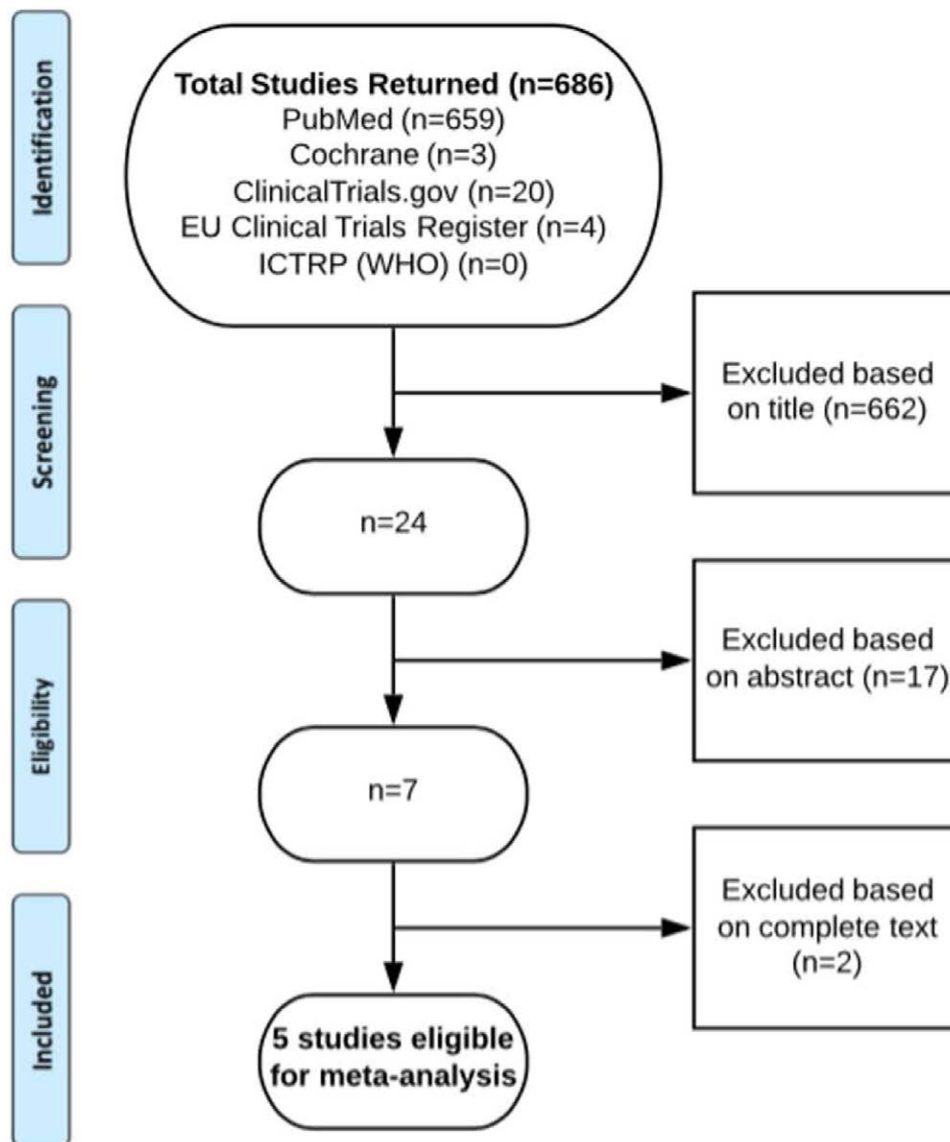 Identification
Total Studies Returned (n=686)
PubMed (n=659)
Cochrane (n=3)
ClinicalTrials.gov (n=20)
EU Clinical Trials Register (n=4)
ICTRP (WHO) (n=0)
Screening
Excluded based
on title (n=662)
n=24
Eligibility
Excluded based
on abstract (n=17)
n=7
Included
Excluded based
on complete text
(n=2)
5 studies eligible
for meta-analysis